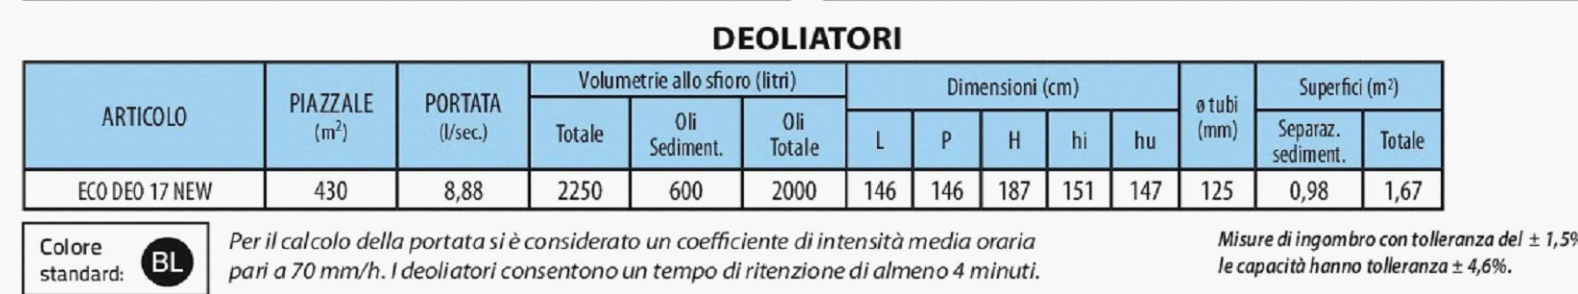 DEOLIATORI
ARTICOLO PIAZZALE (m²) PORTATA (l/sec.) Volumetrie allo sfioro (litri) Dimensioni (cm) ø tubi (mm) Superfici (m²)
Totale Oli Sediment. Oli Totale L P H hi hu Separaz. sediment. Totale
ECO DEO 17 NEW 430 8,88 2250 600 2000 146 146 187 151 147 125 0,98 1,67
Colore standard: BL
Per il calcolo della portata si è considerato un coefficiente di intensità media oraria
pari a 70 mm/h. I deoliatori consentono un tempo di ritenzione di almeno 4 minuti.
Misure di ingombro con tolleranza del ± 1,5%
le capacità hanno tolleranza ± 4,6%.